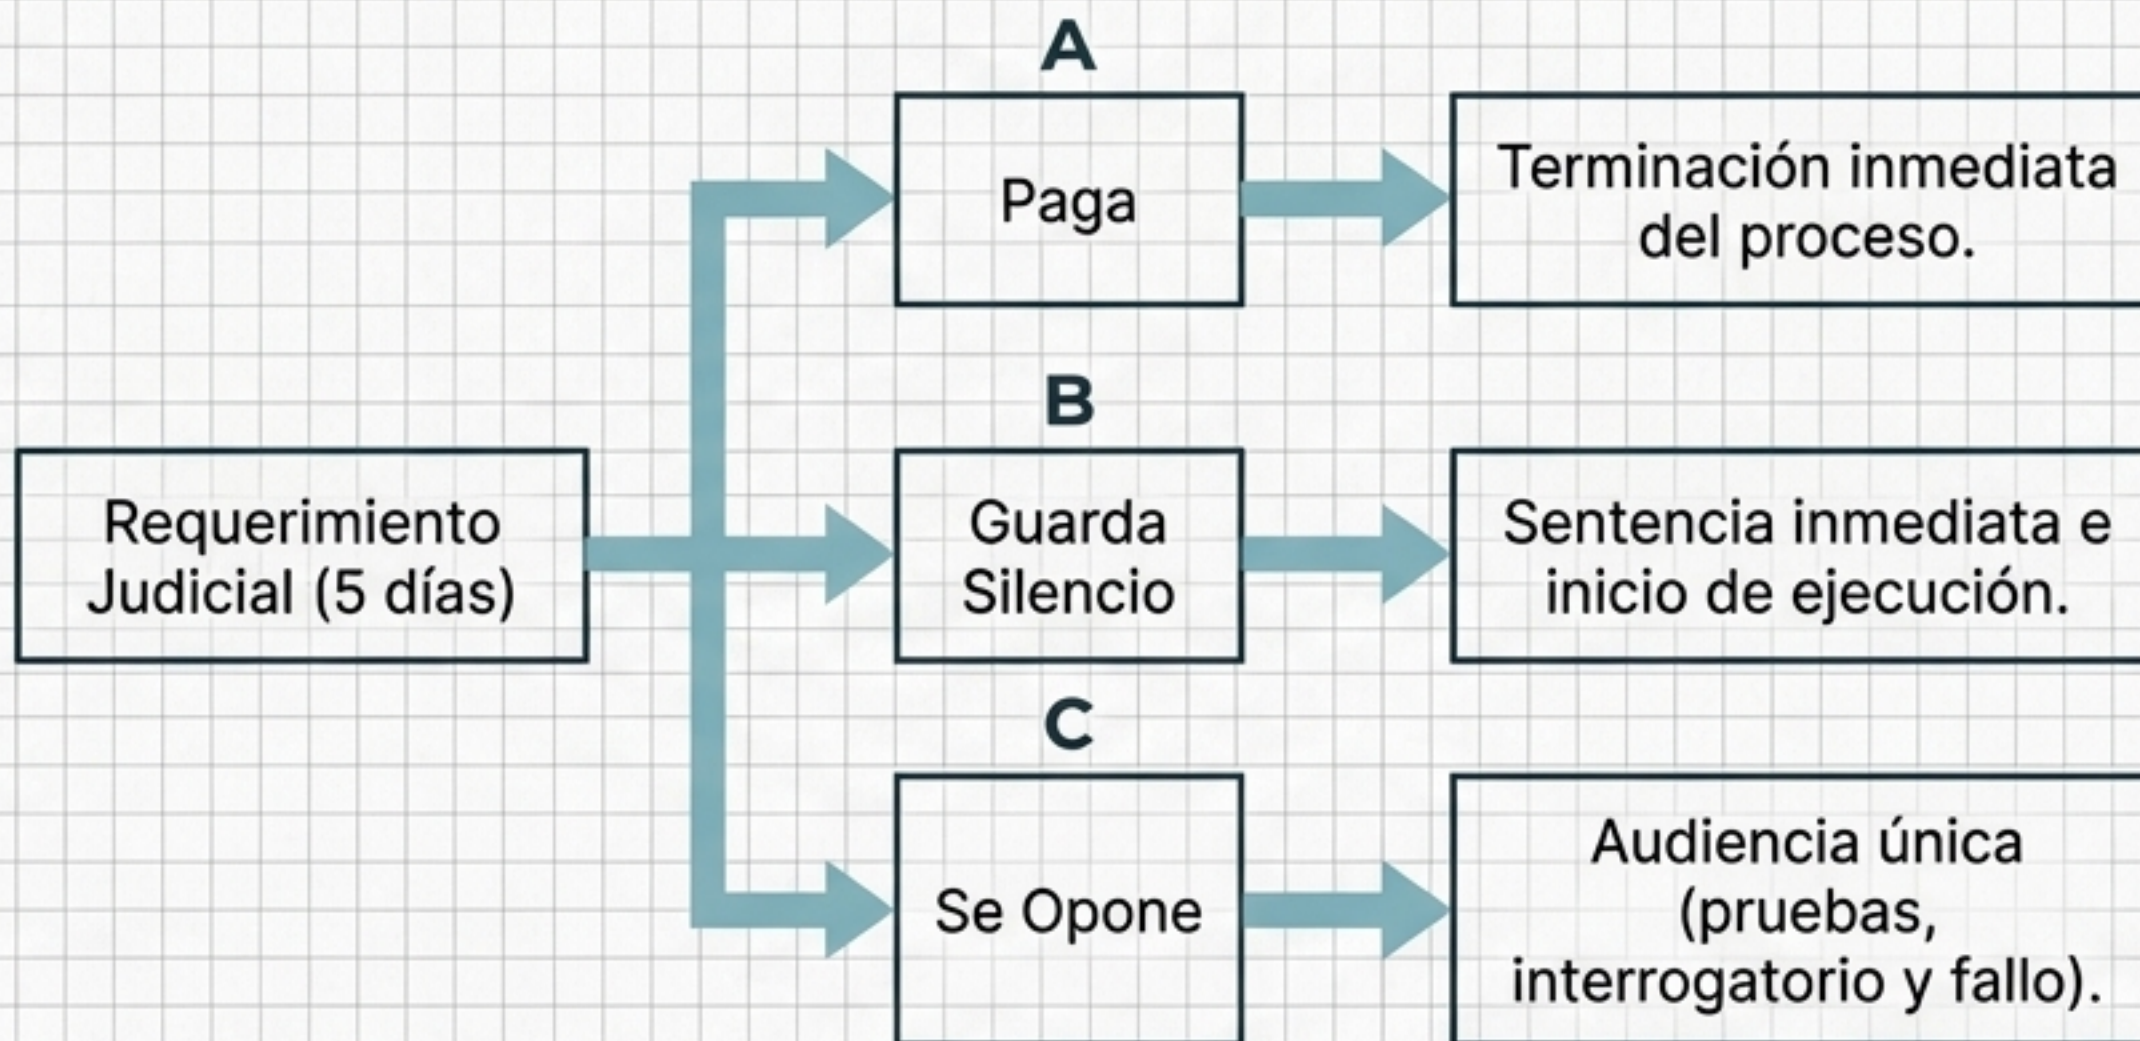 A
Paga
Terminación inmediata
del proceso.
B
Requerimiento
Judicial (5 días)
Guarda
Silencio
Sentencia inmediata e
inicio de ejecución.
C
Se Opone
Audiencia única
(pruebas,
interrogatorio y fallo).